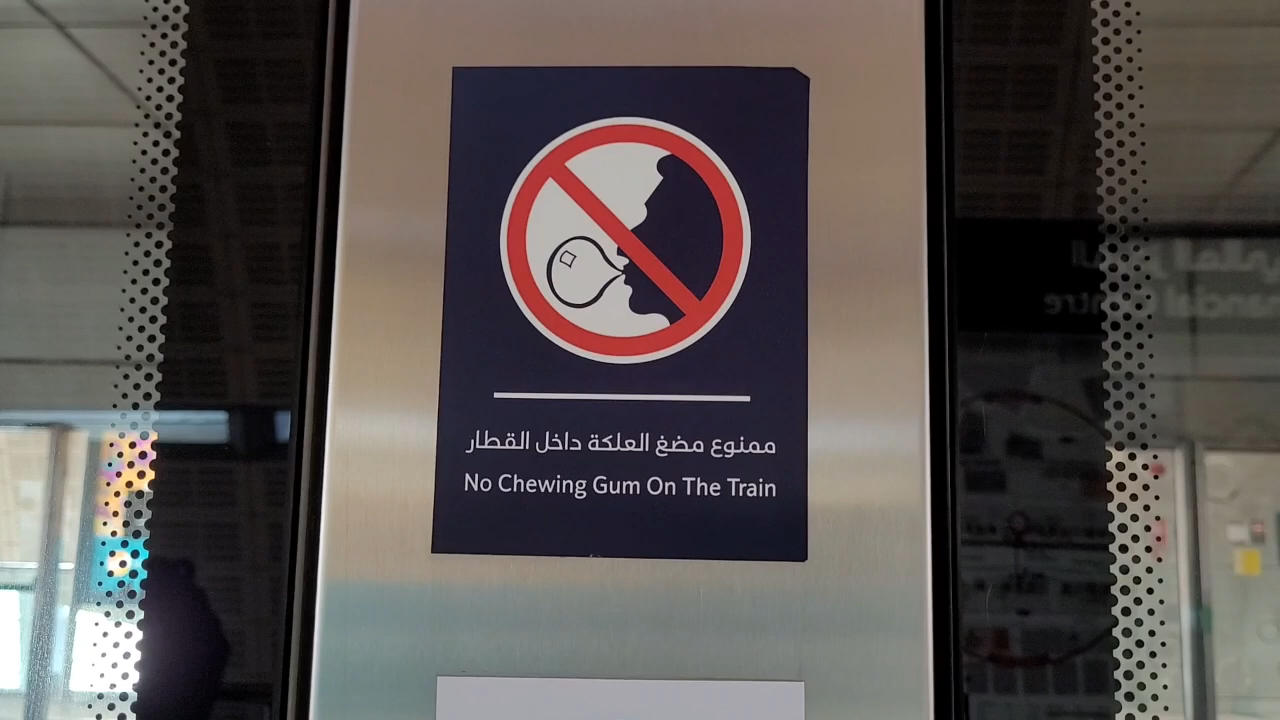 ممنوع مضغ العلكة داخل القطار
No Chewing Gum On The Train